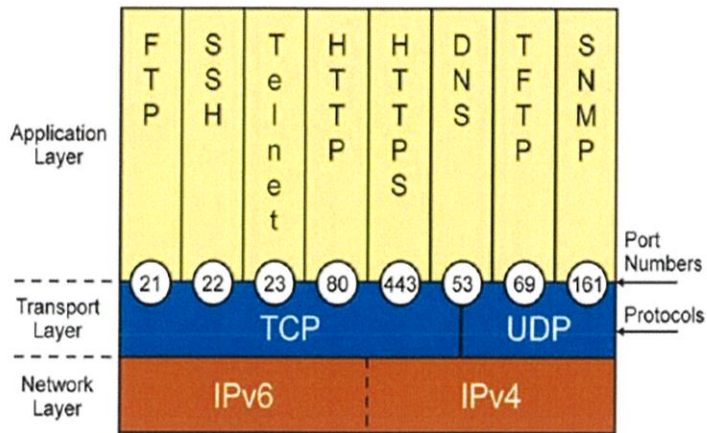 FTP
SSH
Telnet
HTTP
HTTPS
DNS
TFTP
SNMP
Application
Layer
Port
Numbers
21
22
23
80
443
53
69
161
Transport
Layer
TCP
UDP
Protocols
Network
Layer
IPv6
IPv4